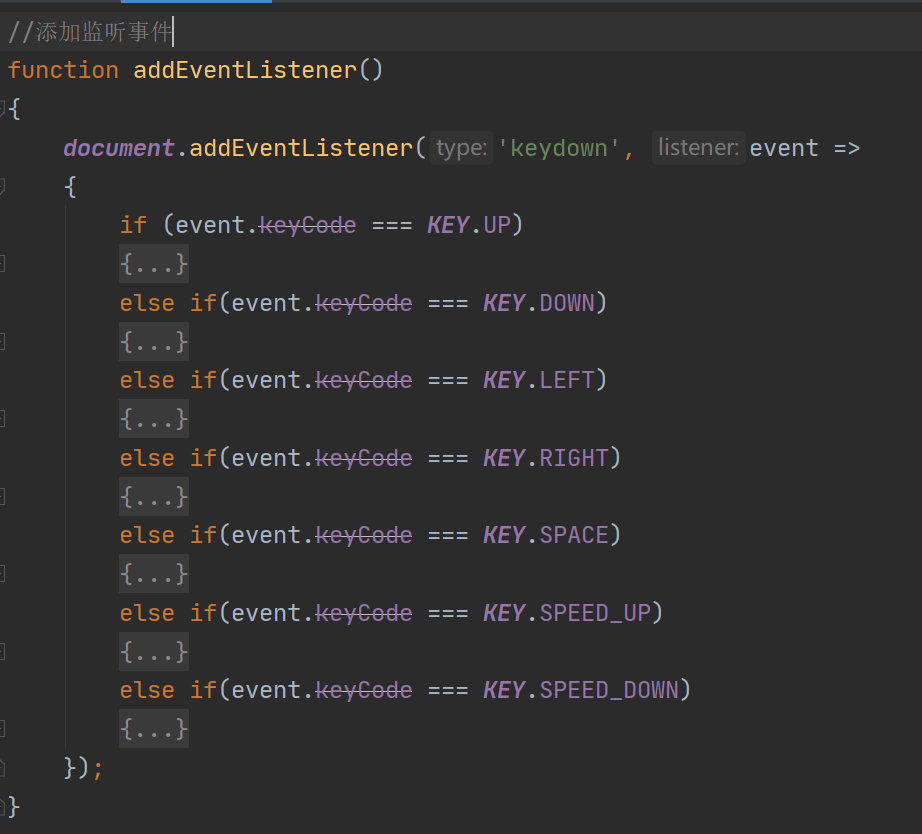 //添加监听事件
function addEventListener()
{
document.addEventListener( type: 'keydown', listener: event =>
{
if (event.keyCode === KEY.UP)
{...}
else if(event.keyCode === KEY.DOWN)
{...}
else if(event.keyCode === KEY.LEFT)
{...}
else if(event.keyCode === KEY.RIGHT)
{...}
else if(event.keyCode === KEY.SPACE)
{...}
else if(event.keyCode === KEY.SPEED_UP)
{...}
else if(event.keyCode === KEY.SPEED_DOWN)
{...}
});
}